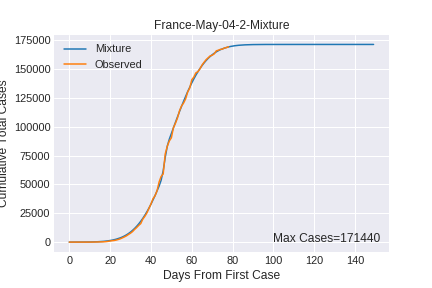 France-May-04-2-Mixture
Mixture
Observed
175000
150000
125000
100000
75000
50000
25000
0
Cumulative Total Cases
Max Cases=171440
0 20 40 60 80 100 120 140
Days From First Case